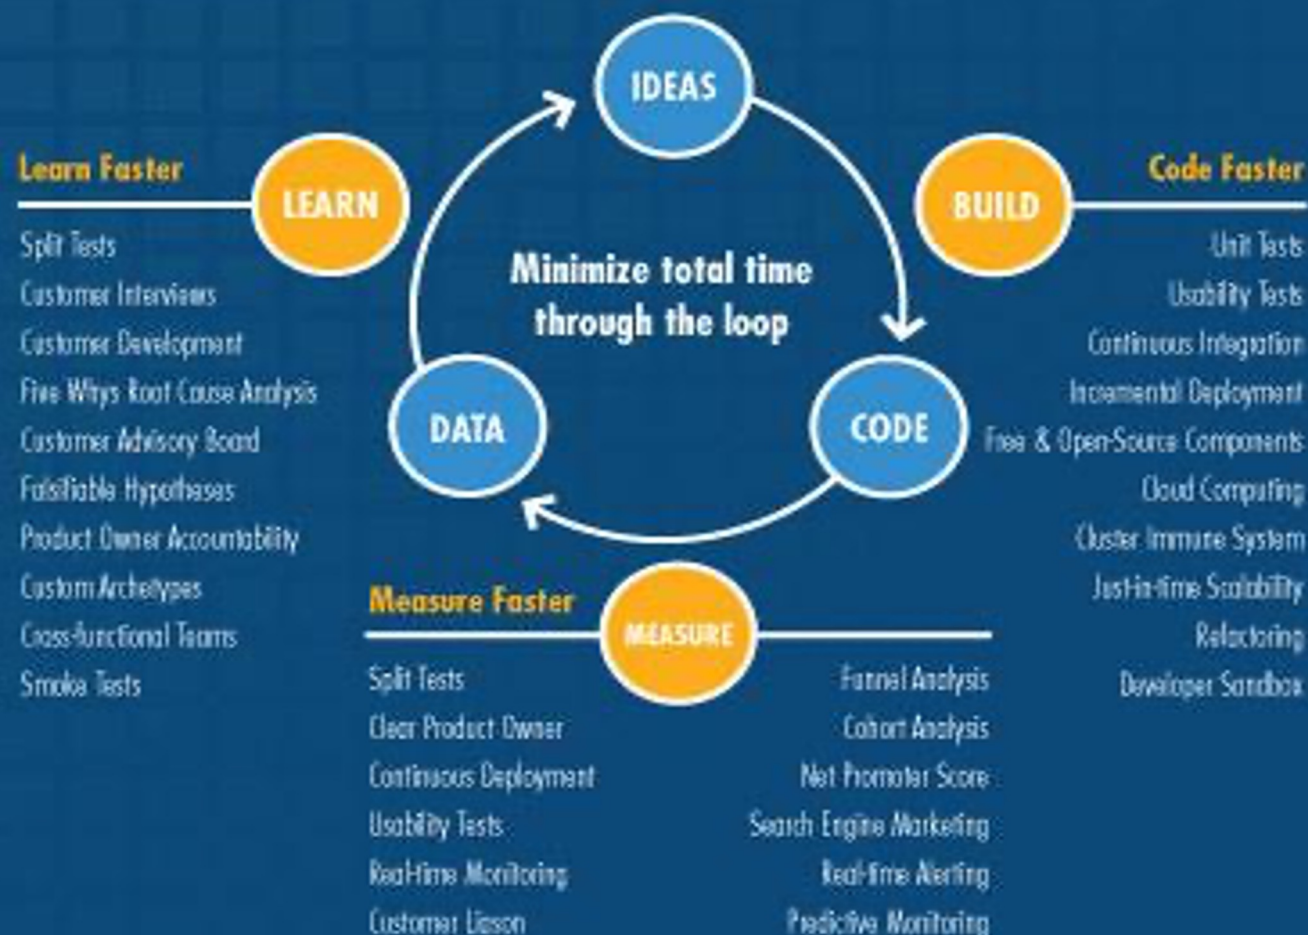 IDEAS
Learn Faster
LEARN
Split Tests
Customer Interviews
Customer Development
Five Whys Root Cause Analysis
Customer Advisory Board
Falsifiable Hypotheses
Product Owner Accountability
Custom Archetypes
Cross-functional Teams
Smoke Tests
Minimize total time
through the loop
DATA
CODE
BUILD
Code Faster
Unit Tests
Usability Tests
Continuous Integration
Incremental Deployment
Free & Open-Source Components
Cloud Computing
Cluster Immune System
Just-in-time Scalability
Refactoring
Developer Sandbox
Measure Faster
MEASURE
Split Tests
Clear Product Owner
Continuous Deployment
Usability Tests
Real-time Monitoring
Customer Liason
Funnel Analysis
Cohort Analysis
Net Promoter Score
Search Engine Marketing
Real-time Alerting
Predictive Monitoring